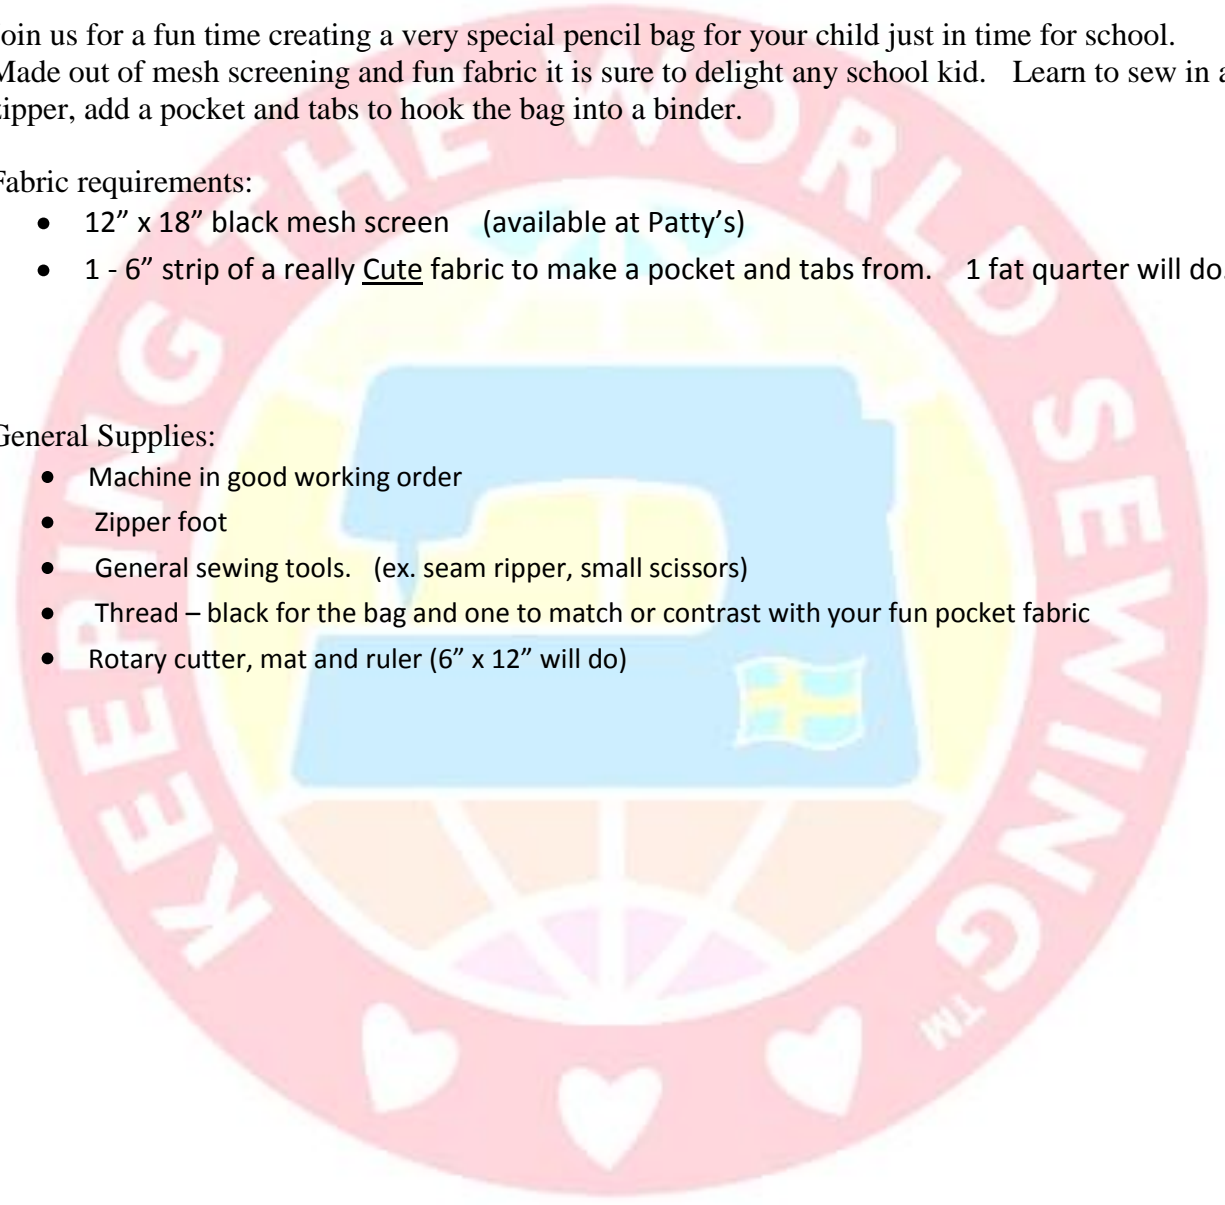 oin us for a fun time creating a very special pencil bag for your child just in time for school.
Made out of mesh screening and fun fabric it is sure to delight any school kid. Learn to sew in a
zipper, add a pocket and tabs to hook the bag into a binder.
Fabric requirements:
• 12” x 18” black mesh screen (available at Patty’s)
• 1 - 6” strip of a really Cute fabric to make a pocket and tabs from. 1 fat quarter will do.
General Supplies:
• Machine in good working order
• Zipper foot
• General sewing tools. (ex. seam ripper, small scissors)
• Thread – black for the bag and one to match or contrast with your fun pocket fabric
• Rotary cutter, mat and ruler (6” x 12” will do)
KEEPING THE WORLD SEWING™